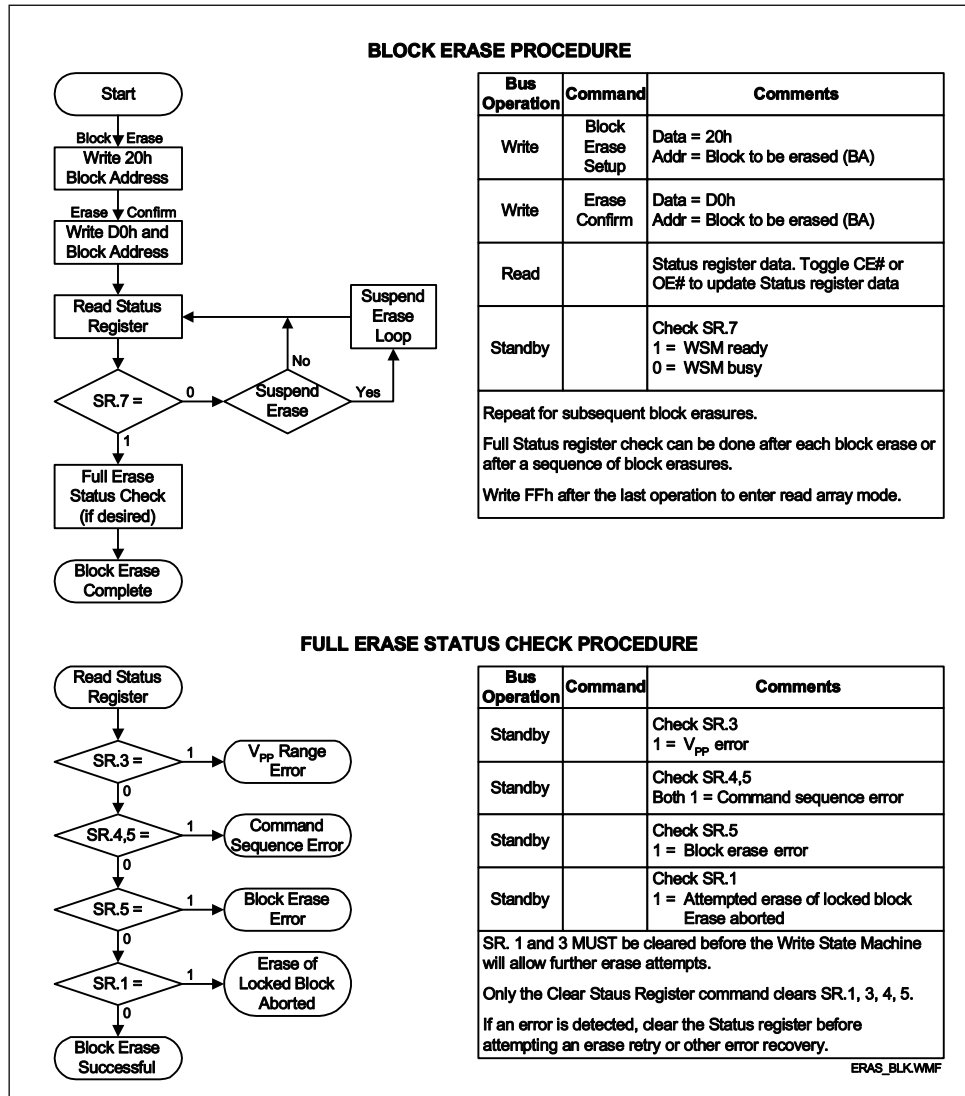 BLOCK ERASE PROCEDURE
Start
Block Erase
Write 20h
Block Address
Erase Confirm
Write D0h and
Block Address
Read Status
Register
Suspend
Erase
Loop
No
SR.7 =
0
Suspend
Erase
Yes
1
Full Erase
Status Check
(if desired)
Block Erase
Complete
Bus
Operation
Command
Comments
Write
Block
Erase
Setup
Data = 20h
Addr = Block to be erased (BA)
Write
Erase
Confirm
Data = D0h
Addr = Block to be erased (BA)
Read
Status register data. Toggle CE# or
OE# to update Status register data
Standby
Check SR.7
1 = WSM ready
0 = WSM busy
Repeat for subsequent block erasures.
Full Status register check can be done after each block erase or
after a sequence of block erasures.
Write FFh after the last operation to enter read array mode.
FULL ERASE STATUS CHECK PROCEDURE
Read Status
Register
SR.3 =
1
VPP Range
Error
0
SR.4,5 =
1
Command
Sequence Error
0
SR.5 =
1
Block Erase
Error
0
SR.1 =
1
Erase of
Locked Block
Aborted
0
Block Erase
Successful
Bus
Operation
Command
Comments
Standby
Check SR.3
1 = VPP error
Standby
Check SR.4,5
Both 1 = Command sequence error
Standby
Check SR.5
1 = Block erase error
Standby
Check SR.1
1 = Attempted erase of locked block
Erase aborted
SR. 1 and 3 MUST be cleared before the Write State Machine
will allow further erase attempts.
Only the Clear Staus Register command clears SR.1, 3, 4, 5.
If an error is detected, clear the Status register before
attempting an erase retry or other error recovery.
ERAS_BLK.WMF